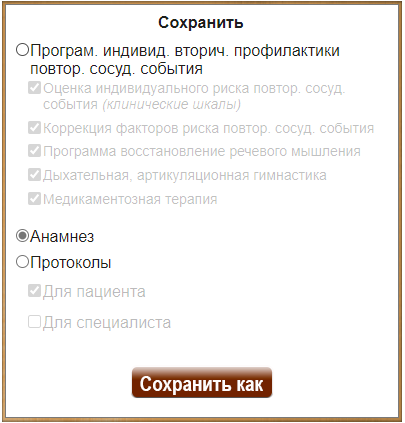 Сохранить
Програм. индивид. вторич. профилактики
повтор. сосуд. события
Оценка индивидуального риска повтор. сосуд.
события (клинические шкалы)
Коррекция факторов риска повтор. сосуд. события
Программа восстановление речевого мышления
Дыхательная, артикуляционная гимнастика
Медикаментозная терапия
Анамнез
Протоколы
Для пациента
Для специалиста
Сохранить как